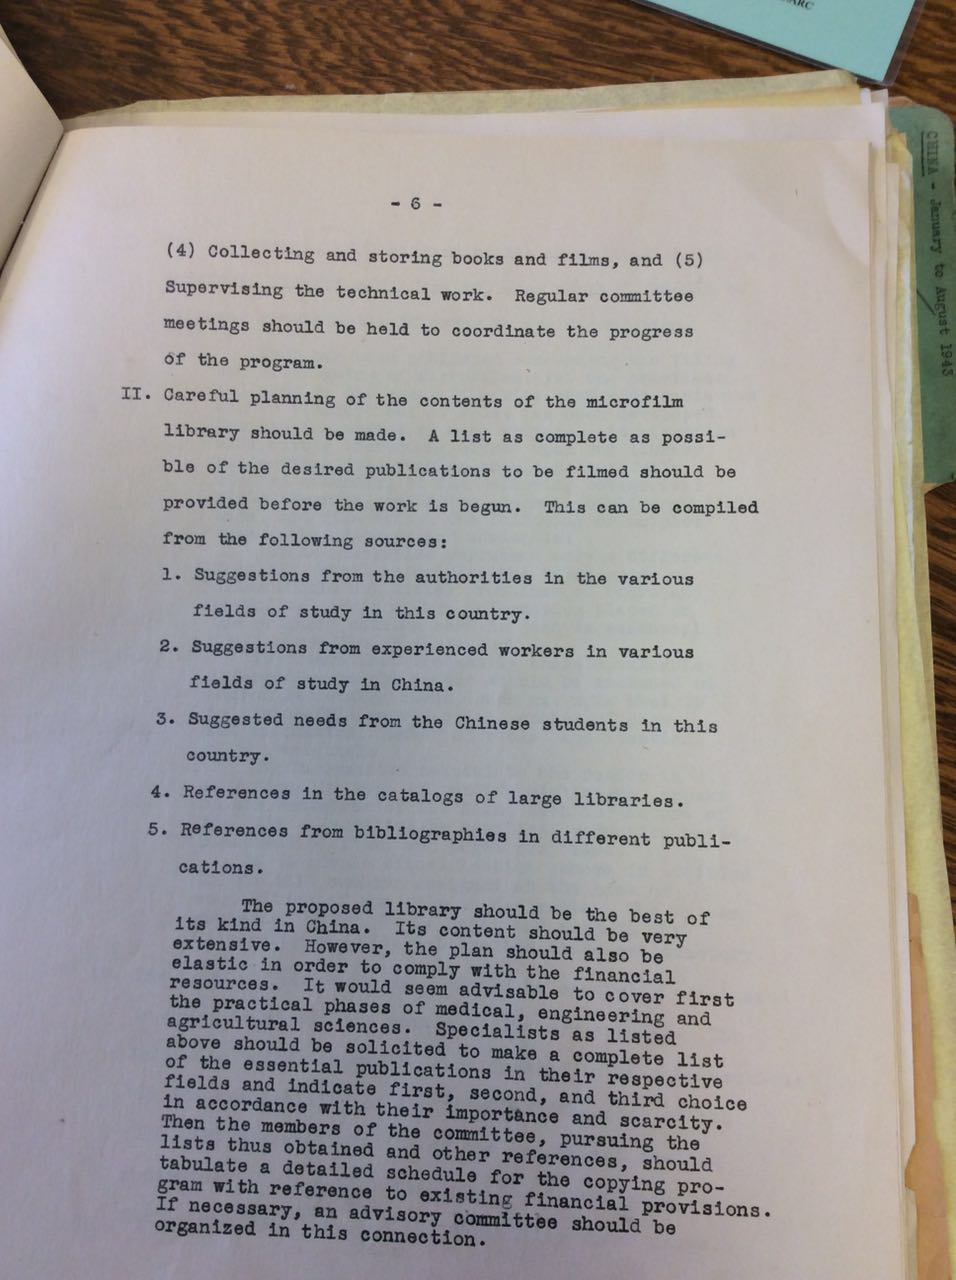 ARC
CHINA - January to August 1943
- 6 -
(4) Collecting and storing books and films, and (5)
Supervising the technical work. Regular committee
meetings should be held to coordinate the progress
of the program.
II. Careful planning of the contents of the microfilm
library should be made. A list as complete as possi-
ble of the desired publications to be filmed should be
provided before the work is begun. This can be compiled
from the following sources:
1. Suggestions from the authorities in the various
fields of study in this country.
2. Suggestions from experienced workers in various
fields of study in China.
3. Suggested needs from the Chinese students in this
country.
4. References in the catalogs of large libraries.
5. References from bibliographies in different publi-
cations.
The proposed library should be the best of
its kind in China. Its content should be very
extensive. However, the plan should also be
elastic in order to comply with the financial
resources. It would seem advisable to cover first
the practical phases of medical, engineering and
agricultural sciences. Specialists as listed
above should be solicited to make a complete list
of the essential publications in their respective
fields and indicate first, second, and third choice
in accordance with their importance and scarcity.
Then the members of the committee, pursuing the
lists thus obtained and other references, should
tabulate a detailed schedule for the copying pro-
gram with reference to existing financial provisions.
If necessary, an advisory committee should be
organized in this connection.